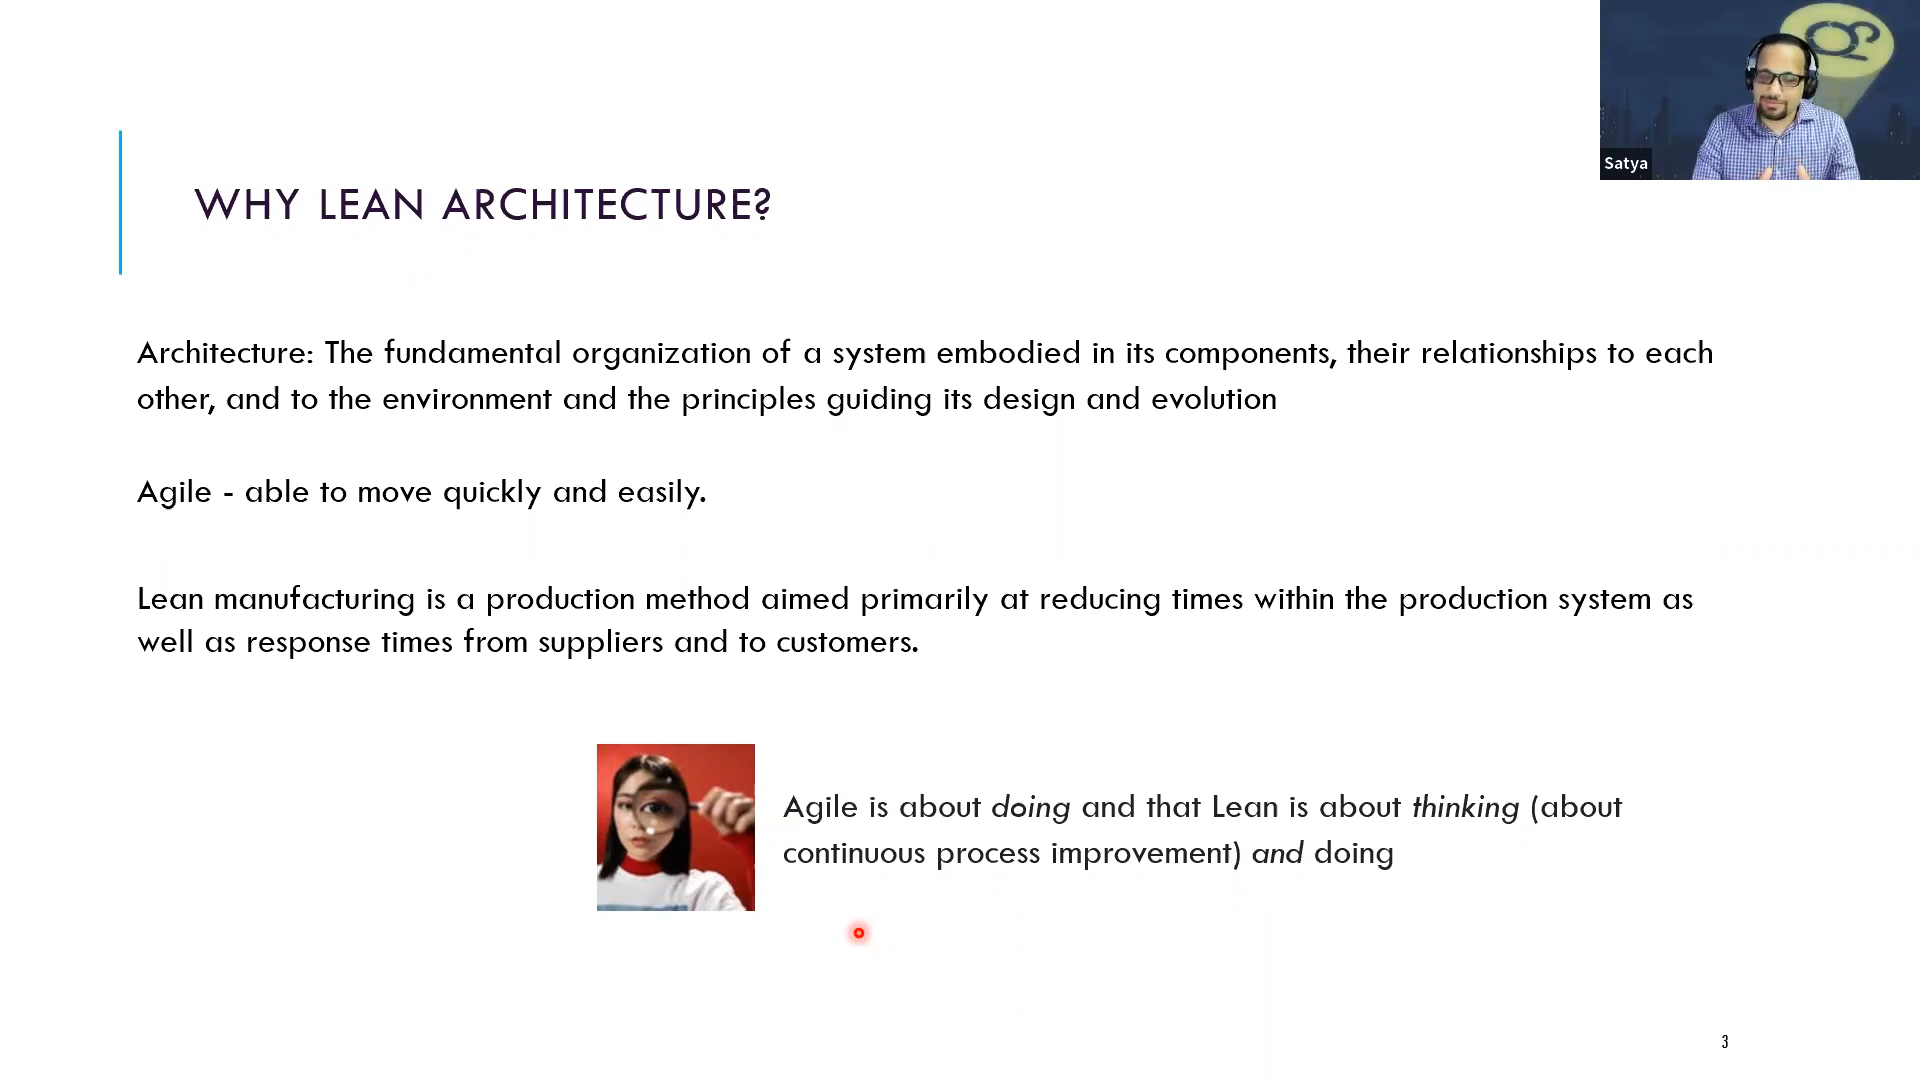 Satya
WHY LEAN ARCHITECTURE?
Architecture: The fundamental organization of a system embodied in its components, their relationships to each
other, and to the environment and the principles guiding its design and evolution
Agile - able to move quickly and easily.
Lean manufacturing is a production method aimed primarily at reducing times within the production system as
well as response times from suppliers and to customers.
Agile is about doing and that Lean is about thinking (about
continuous process improvement) and doing
3